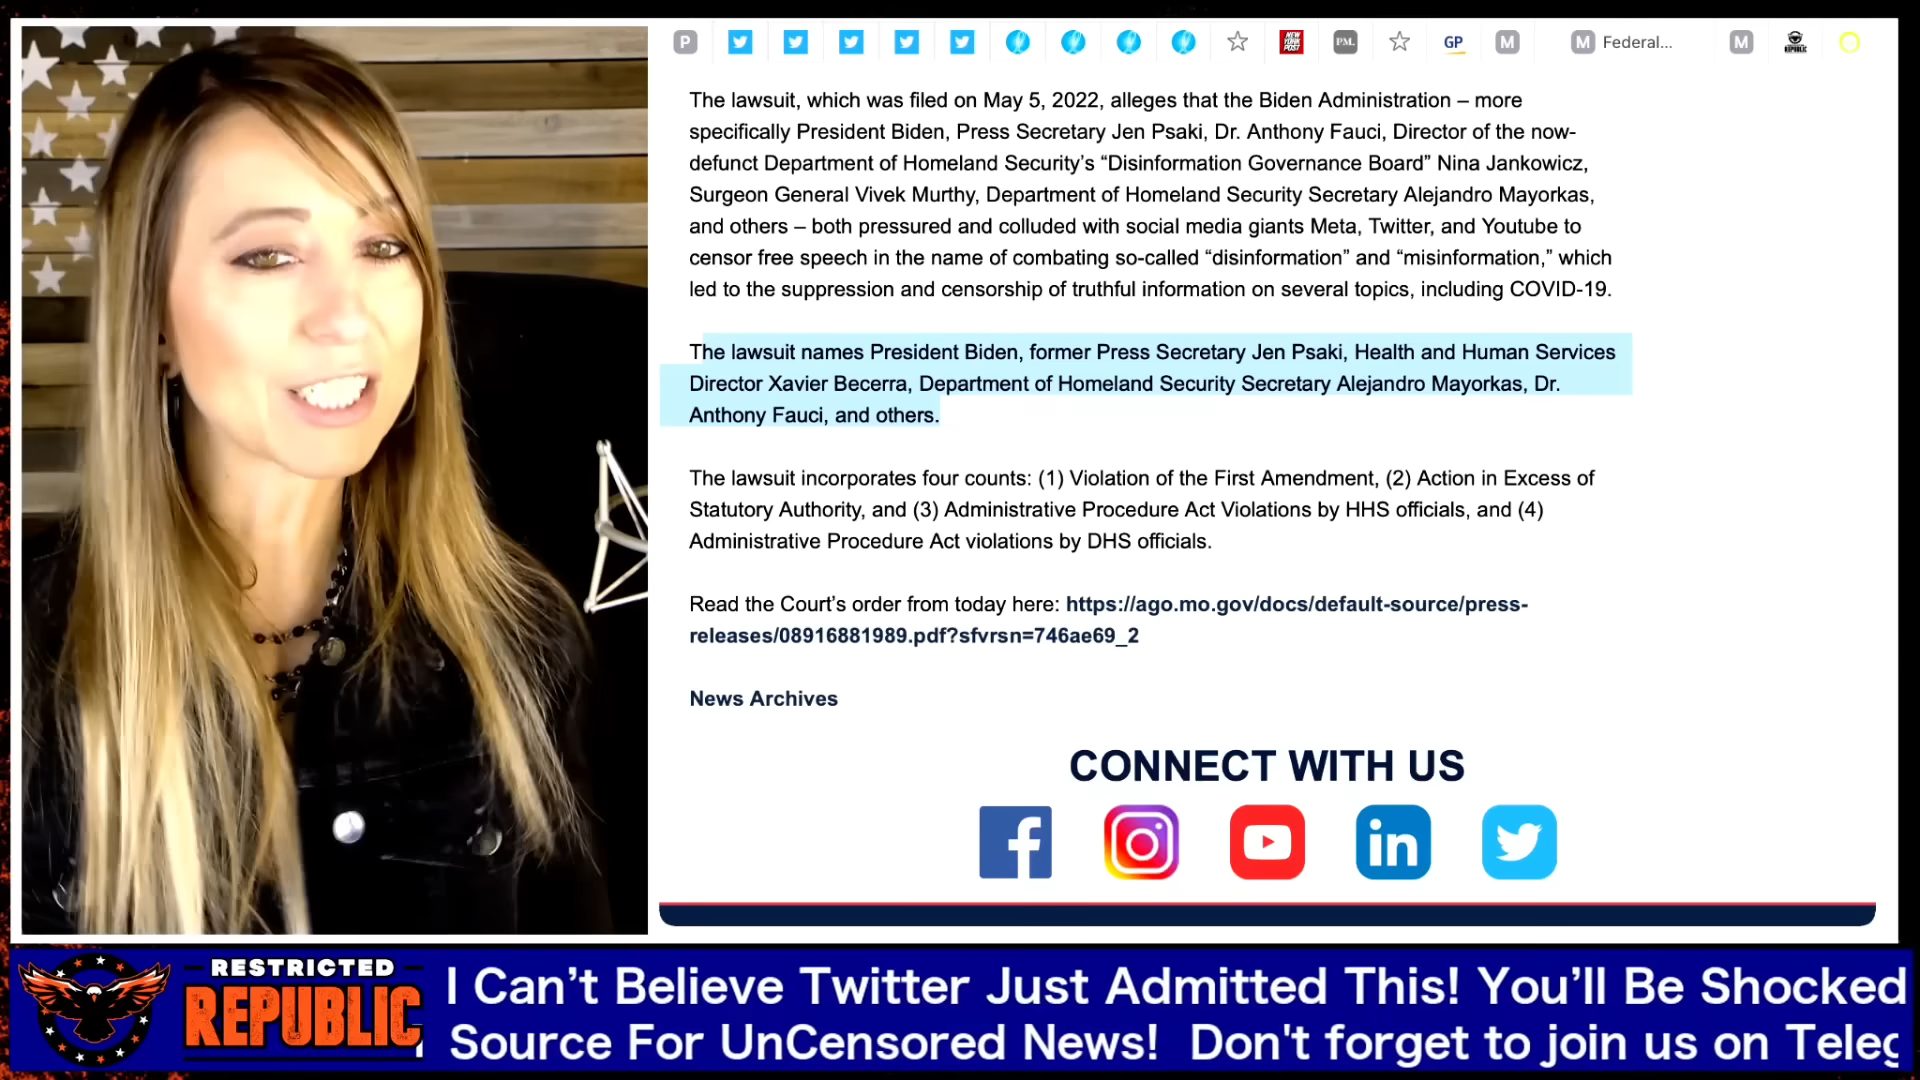 P
NEW YORK POST
PM.
GP
M
M Federal...
M
REPUBLIC
The lawsuit, which was filed on May 5, 2022, alleges that the Biden Administration – more
specifically President Biden, Press Secretary Jen Psaki, Dr. Anthony Fauci, Director of the now-
defunct Department of Homeland Security’s “Disinformation Governance Board” Nina Jankowicz,
Surgeon General Vivek Murthy, Department of Homeland Security Secretary Alejandro Mayorkas,
and others – both pressured and colluded with social media giants Meta, Twitter, and Youtube to
censor free speech in the name of combating so-called “disinformation” and “misinformation,” which
led to the suppression and censorship of truthful information on several topics, including COVID-19.
The lawsuit names President Biden, former Press Secretary Jen Psaki, Health and Human Services
Director Xavier Becerra, Department of Homeland Security Secretary Alejandro Mayorkas, Dr.
Anthony Fauci, and others.
The lawsuit incorporates four counts: (1) Violation of the First Amendment, (2) Action in Excess of
Statutory Authority, and (3) Administrative Procedure Act Violations by HHS officials, and (4)
Administrative Procedure Act violations by DHS officials.
Read the Court’s order from today here: https://ago.mo.gov/docs/default-source/press-
releases/08916881989.pdf?sfvrsn=746ae69_2
News Archives
CONNECT WITH US
f
in
RESTRICTED
REPUBLIC
I Can’t Believe Twitter Just Admitted This! You’ll Be Shocked
Source For UnCensored News! Don't forget to join us on Teleg